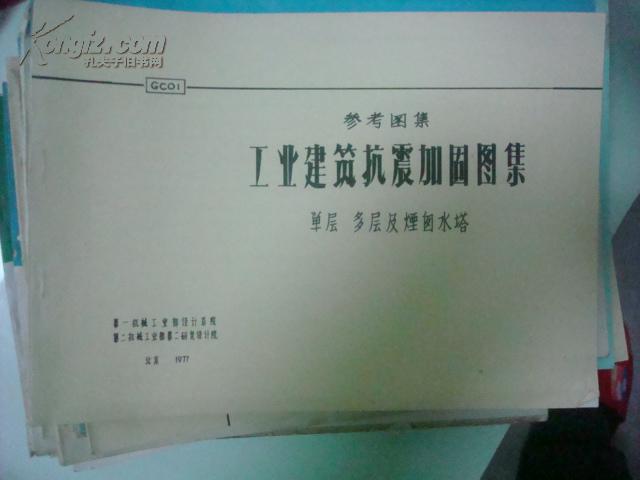 Kongfz.com
孔夫子旧书网
GC01
参考图集
工业建筑抗震加固图集
单层 多层及烟囱水塔
第一机械工业部设计总院
第二机械工业部第二研究设计院
北京 1977